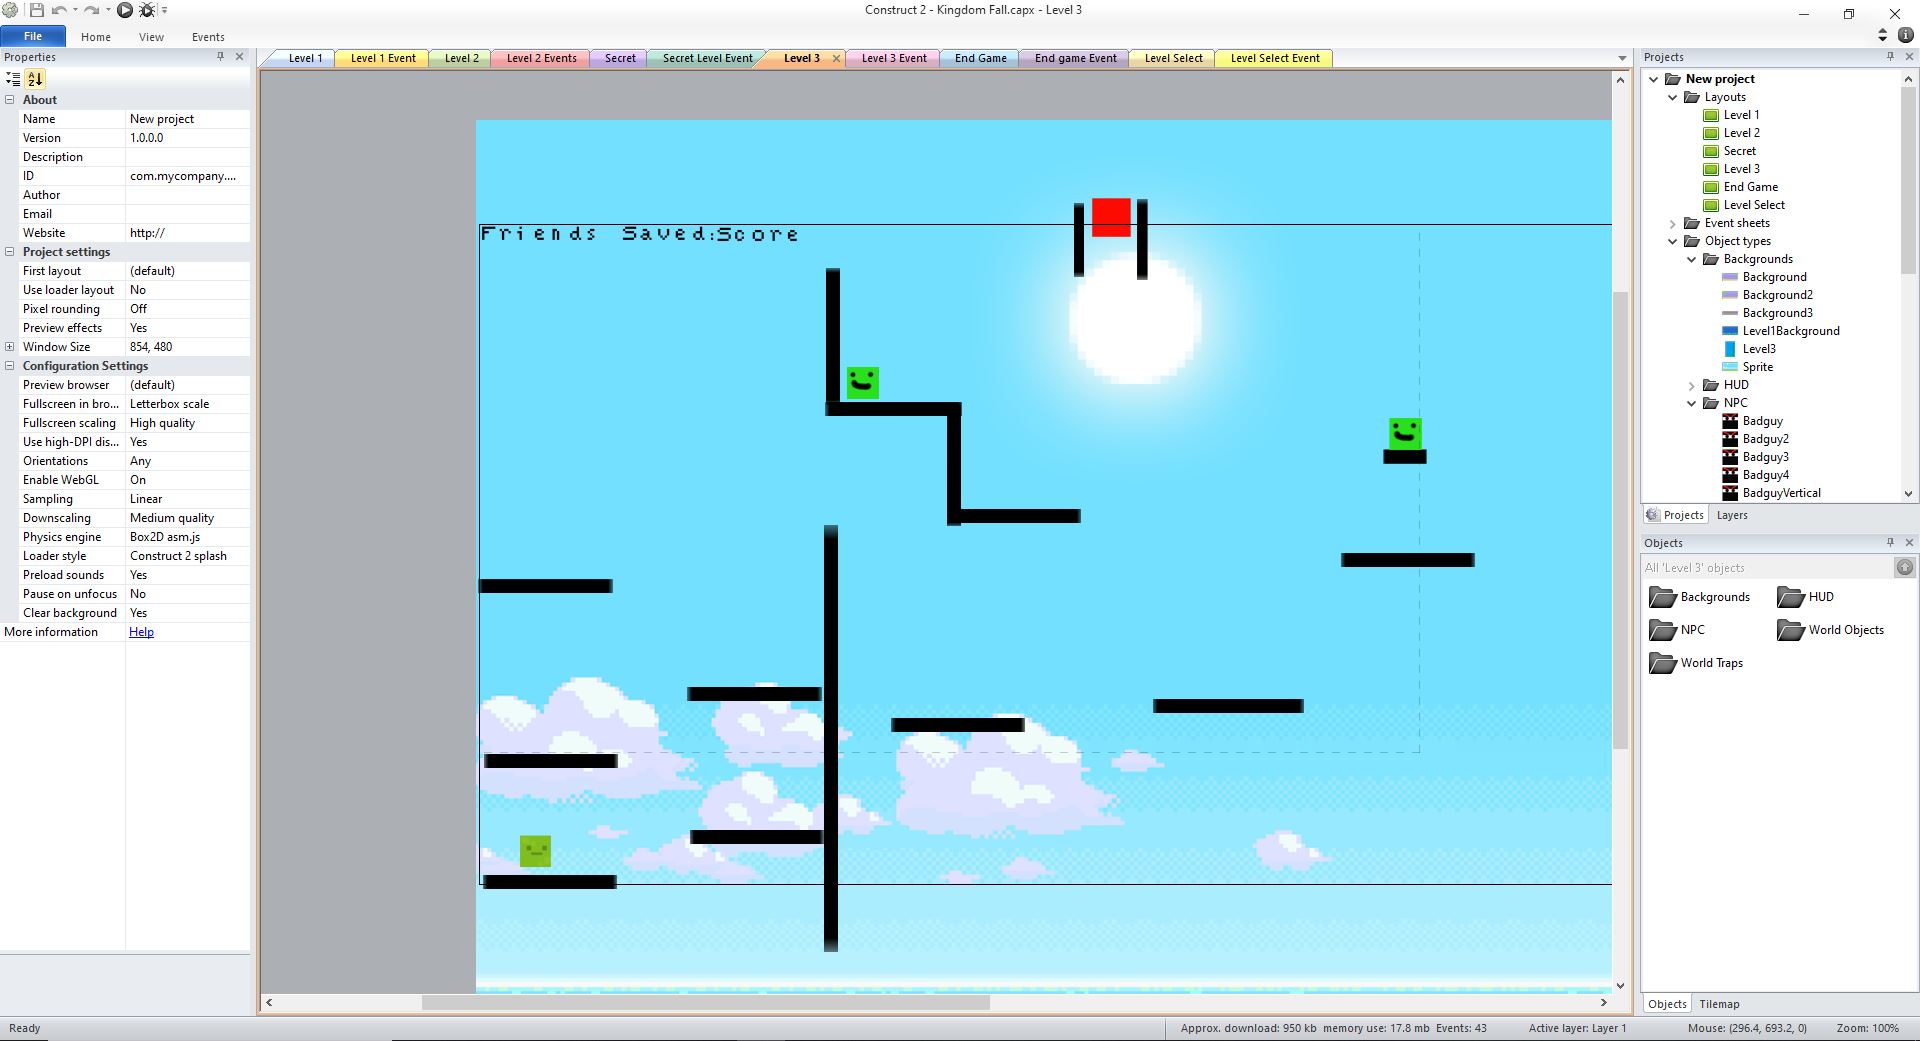 Construct 2 - Kingdom Fall.capx - Level 3
File Home View Events
Properties
About
Name New project
Version 1.0.0.0
Description
ID com.mycompany....
Author
Email
Website http://
Project settings
First layout (default)
Use loader layout No
Pixel rounding Off
Preview effects Yes
Window Size 854, 480
Configuration Settings
Preview browser (default)
Fullscreen in bro... Letterbox scale
Fullscreen scaling High quality
Use high-DPI dis... Yes
Orientations Any
Enable WebGL On
Sampling Linear
Downscaling Medium quality
Physics engine Box2D asm.js
Loader style Construct 2 splash
Preload sounds Yes
Pause on unfocus No
Clear background Yes
More information Help
Level 1 Level 1 Event Level 2 Level 2 Events Secret Secret Level Event Level 3 Level 3 Event End Game End game Event Level Select Level Select Event
Friends Saved:Score
Projects
New project
Layouts
Level 1
Level 2
Secret
Level 3
End Game
Level Select
Event sheets
Object types
Backgrounds
Background
Background2
Background3
Level1Background
Level3
Sprite
HUD
NPC
Badguy
Badguy2
Badguy3
Badguy4
BadguyVertical
Projects Layers
Objects
All 'Level 3' objects
Backgrounds HUD
NPC World Objects
World Traps
Objects Tilemap
Ready Approx. download: 950 kb memory use: 17.8 mb Events: 43 Active layer: Layer 1 Mouse: (296.4, 693.2, 0) Zoom: 100%